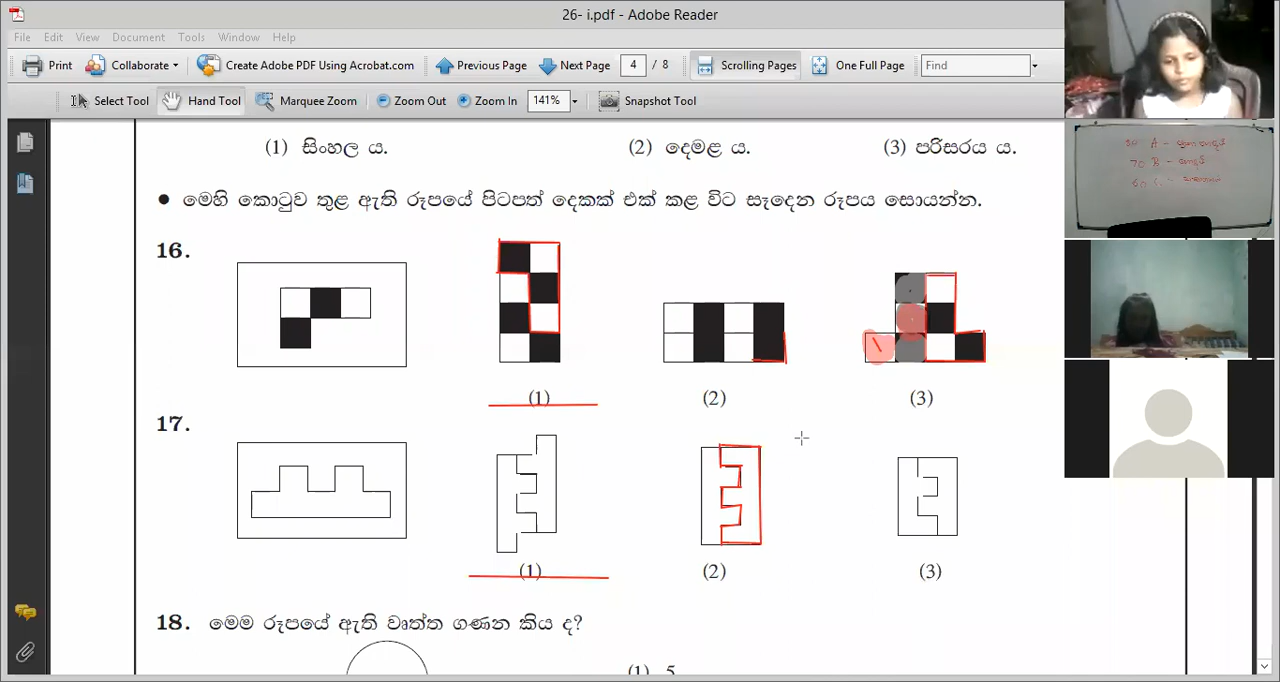 26- i.pdf - Adobe Reader
File Edit View Document Tools Window Help
Print Collaborate Create Adobe PDF Using Acrobat.com Previous Page Next Page 4 / 8 Scrolling Pages One Full Page Find
Select Tool Hand Tool Marquee Zoom Zoom Out Zoom In 141% Snapshot Tool
(1) සිංහල ය. (2) දෙමළ ය. (3) පරිසරය ය.
● මෙහි කොටුව තුළ ඇති රූපයේ පිටපත් දෙකක් එක් කළ විට සෑදෙන රූපය සොයන්න.
16.
(1) (2) (3)
17.
(1) (2) (3)
18. මෙම රූපයේ ඇති වෘත්ත ගණන කීය ද?
(1) 5
80 A -
70 B -
60 C -